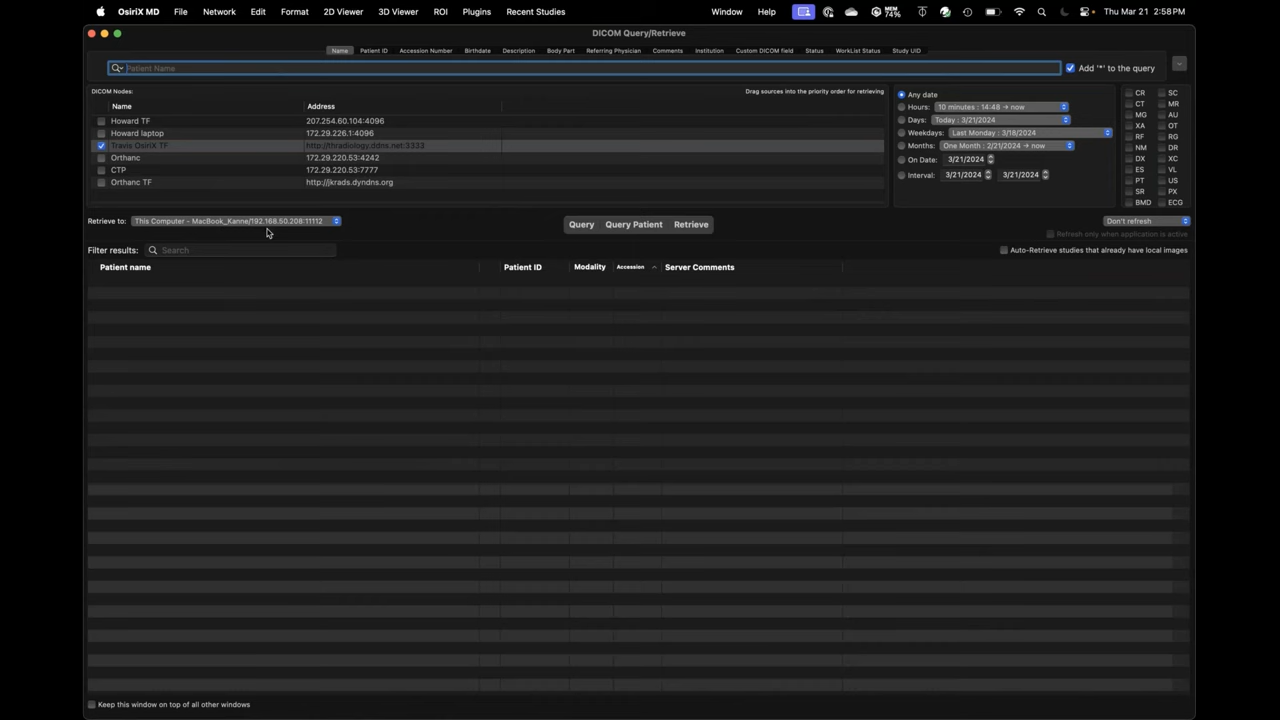 OsiriX MD File Network Edit Format 2D Viewer 3D Viewer ROI Plugins Recent Studies Window Help MEM 74% Thu Mar 21 2:58 PM
DICOM Query/Retrieve
Name Patient ID Accession Number Birthdate Description Body Part Referring Physician Comments Institution Custom DICOM field Status WorkList Status Study UID
Patient Name Add '*' to the query
DICOM Nodes: Drag sources into the priority order for retrieving
Name Address
Howard TF 207.254.60.104:4096
Howard laptop 172.29.226.1:4096
Travis OsiriX TF http://thradiology.ddns.net:3333
Orthanc 172.29.220.53:4242
CTP 172.29.220.53:7777
Orthanc TF http://jkrads.dyndns.org
Any date
Hours: 10 minutes : 14:48 -> now
Days: Today : 3/21/2024
Weekdays: Last Monday : 3/18/2024
Months: One Month : 2/21/2024 -> now
On Date: 3/21/2024
Interval: 3/21/2024 3/21/2024
CR SC
CT MR
MG AU
XA OT
RF RG
NM DR
DX XC
ES VL
PT US
SR PX
BMD ECG
Retrieve to: This Computer - MacBook_Kanne/192.168.50.208:11112 Query Query Patient Retrieve Don't refresh
Refresh only when application is active
Filter results: Search Auto-Retrieve studies that already have local images
Patient name Patient ID Modality Accession Server Comments
Keep this window on top of all other windows